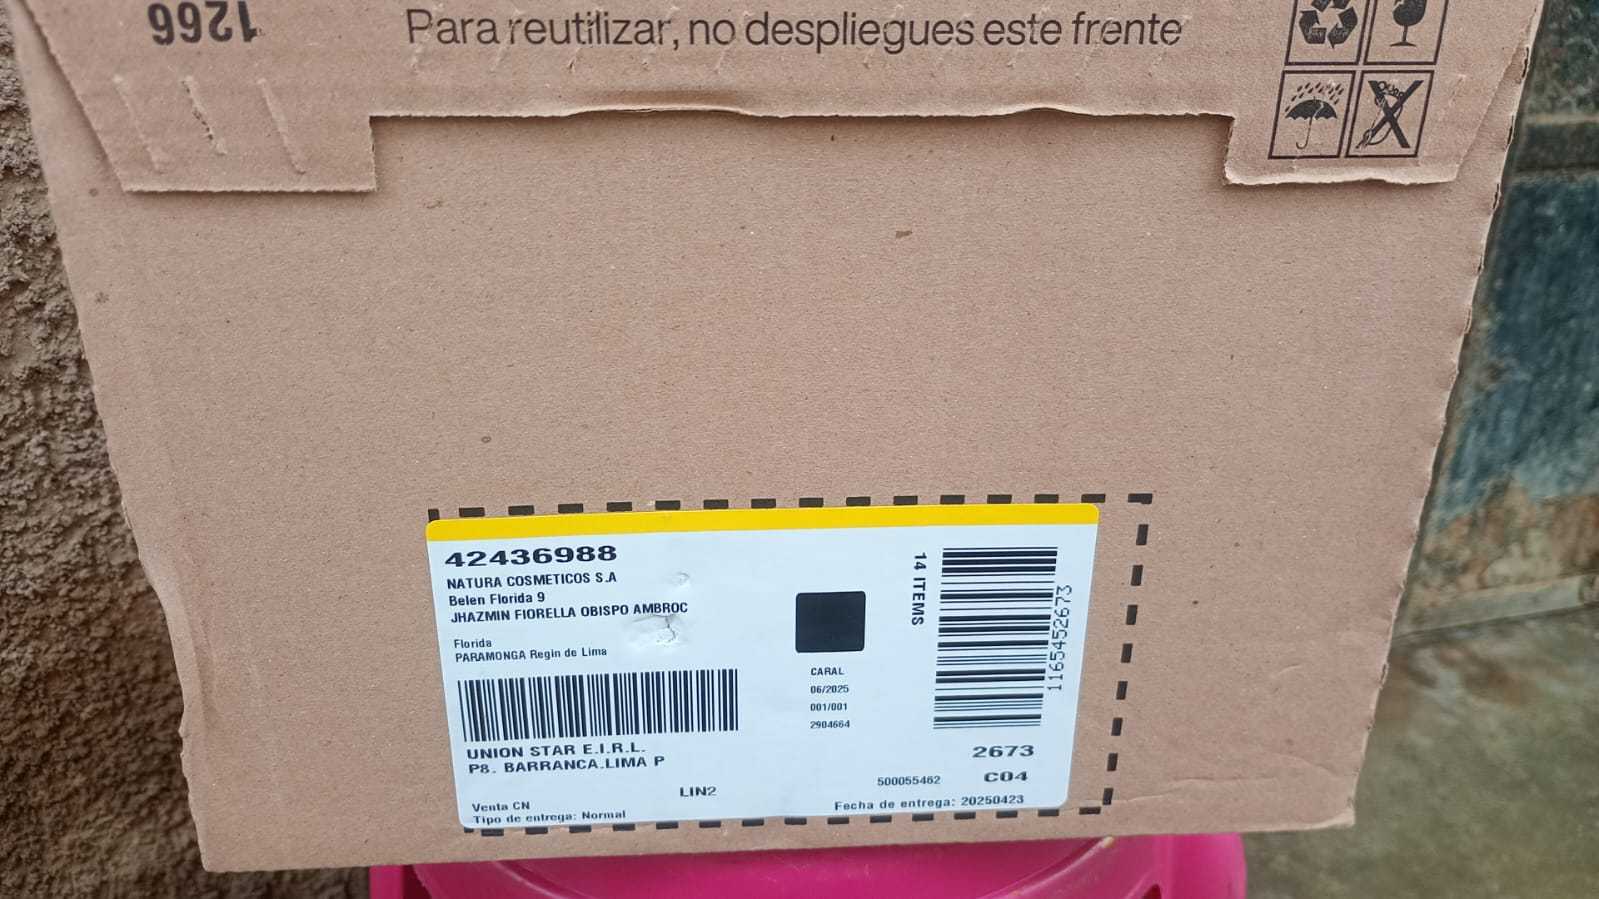 1266
Para reutilizar, no despliegues este frente
42436988
NATURA COSMETICOS S.A
Belen Florida 9
JHAZMIN FIORELLA OBISPO AMBROC
Florida
PARAMONGA Regin de Lima
UNION STAR E.I.R.L.
P8. BARRANCA.LIMA P
LIN2
Venta CN
Tipo de entrega: Normal
CARAL
06/2025
001/001
2904664
14 ITEMS
1165452673
2673
500055462
C04
Fecha de entrega: 20250423